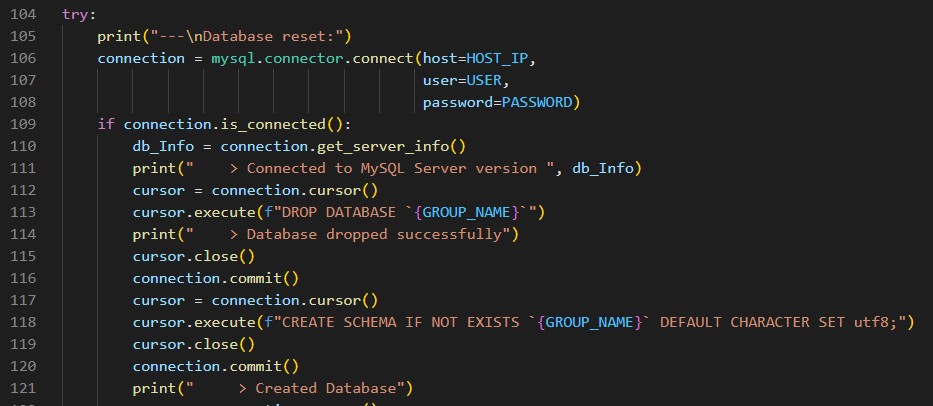 104 try:
105     print("---\nDatabase reset:")
106     connection = mysql.connector.connect(host=HOST_IP,
107                                          user=USER,
108                                          password=PASSWORD)
109     if connection.is_connected():
110         db_Info = connection.get_server_info()
111         print("    > Connected to MySQL Server version ", db_Info)
112         cursor = connection.cursor()
113         cursor.execute(f"DROP DATABASE `{GROUP_NAME}`")
114         print("    > Database dropped successfully")
115         cursor.close()
116         connection.commit()
117         cursor = connection.cursor()
118         cursor.execute(f"CREATE SCHEMA IF NOT EXISTS `{GROUP_NAME}` DEFAULT CHARACTER SET utf8;")
119         cursor.close()
120         connection.commit()
121         print("     > Created Database")